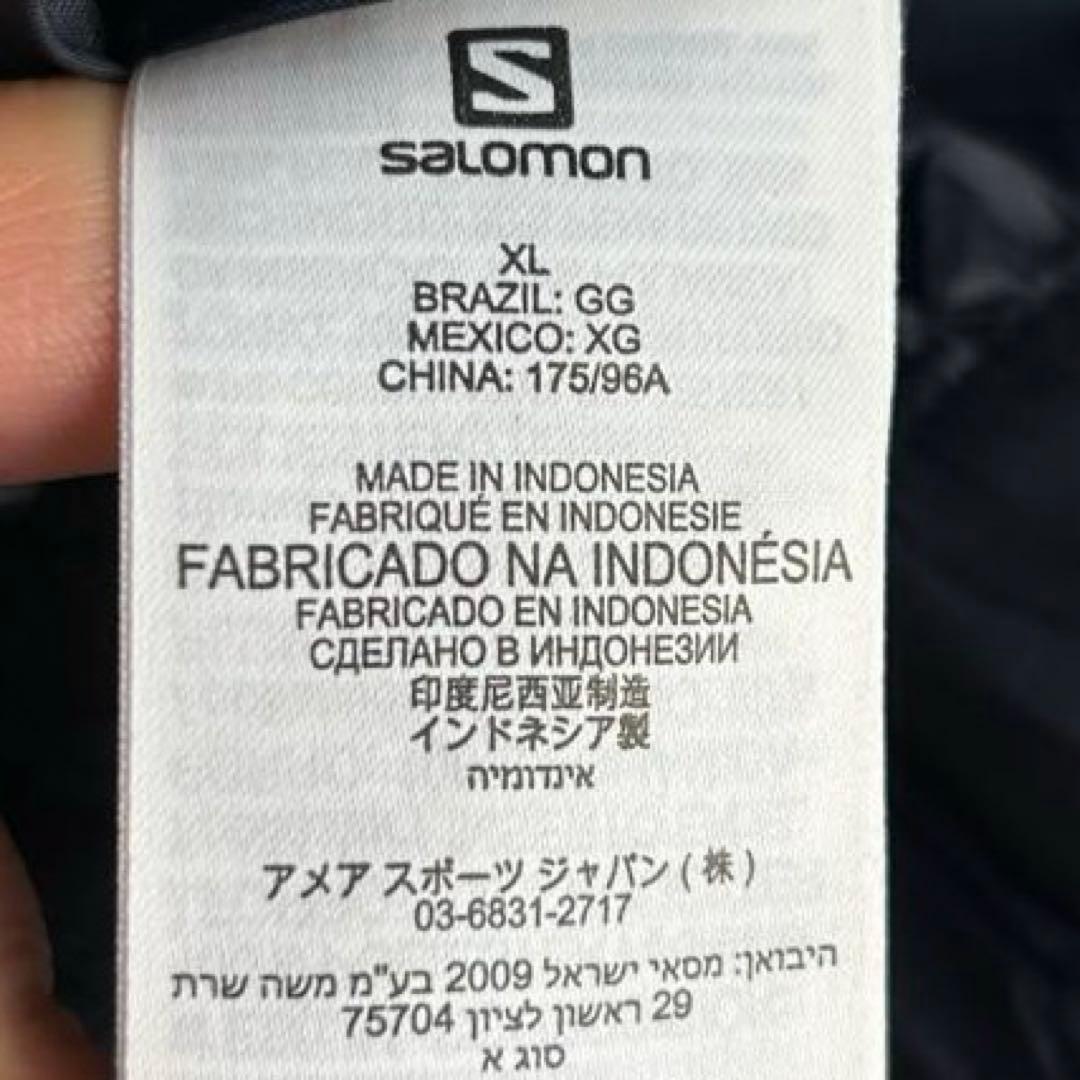 S
SALOMON
XL
BRAZIL: GG
MEXICO: XG
CHINA: 175/96A
MADE IN INDONESIA
FABRIQUÉ EN INDONESIE
FABRICADO NA INDONÉSIA
FABRICADO EN INDONESIA
СДЕЛАНО В ИНДОНЕЗИИ
印度尼西亚制造
インドネシア製
אינדומיה
アメア スポーツ ジャパン ( 株 )
03-6831-2717
היבואן: מסאי ישראל 2009 בע"מ משה שרת
29 ראשון לציון 75704
סוג א